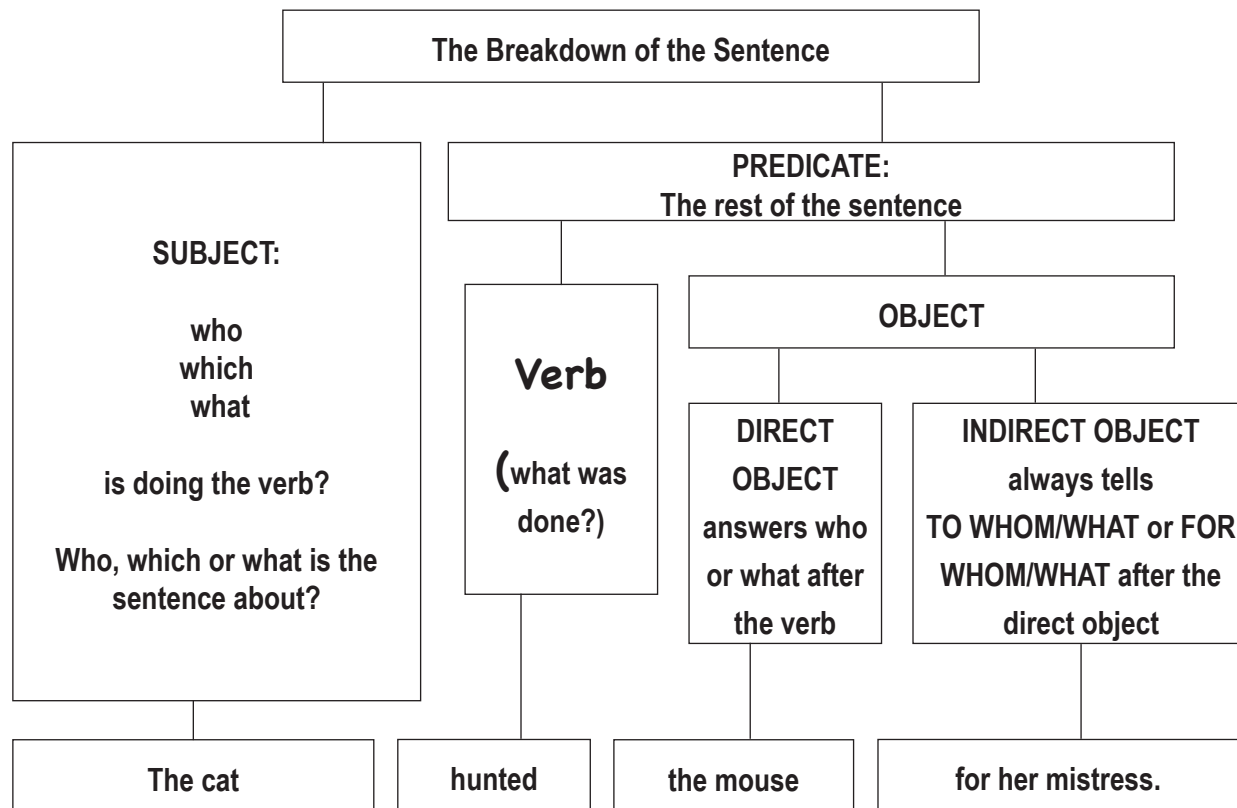 The Breakdown of the Sentence
SUBJECT:
who
which
what
is doing the verb?
Who, which or what is the
sentence about?
PREDICATE:
The rest of the sentence
Verb
(what was
done?)
OBJECT
DIRECT
OBJECT
answers who
or what after
the verb
INDIRECT OBJECT
always tells
TO WHOM/WHAT or FOR
WHOM/WHAT after the
direct object
The cat
hunted
the mouse
for her mistress.